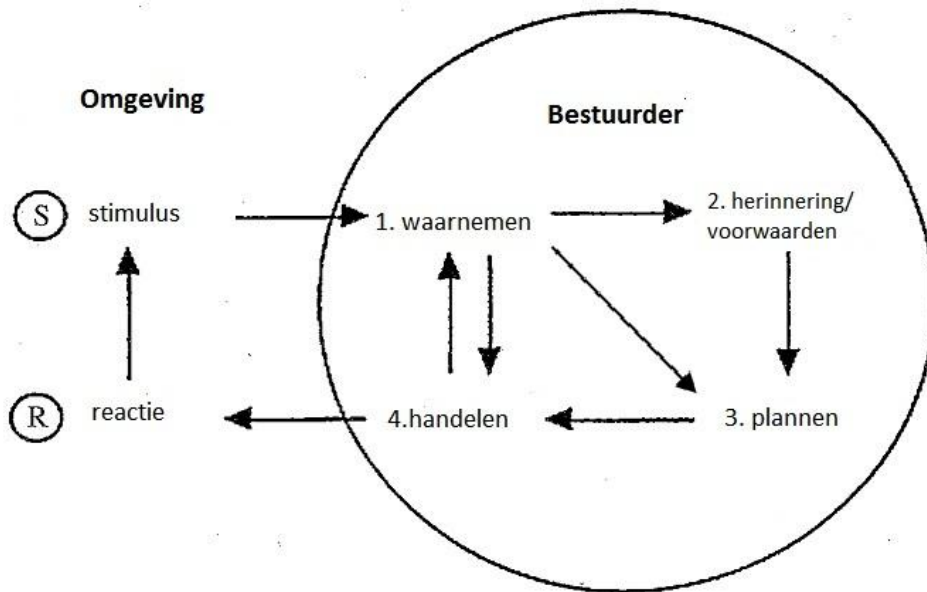 Omgeving
Bestuurder
S stimulus
1. waarnemen
2. herinnering/
voorwaarden
R reactie
4.handelen
3. plannen